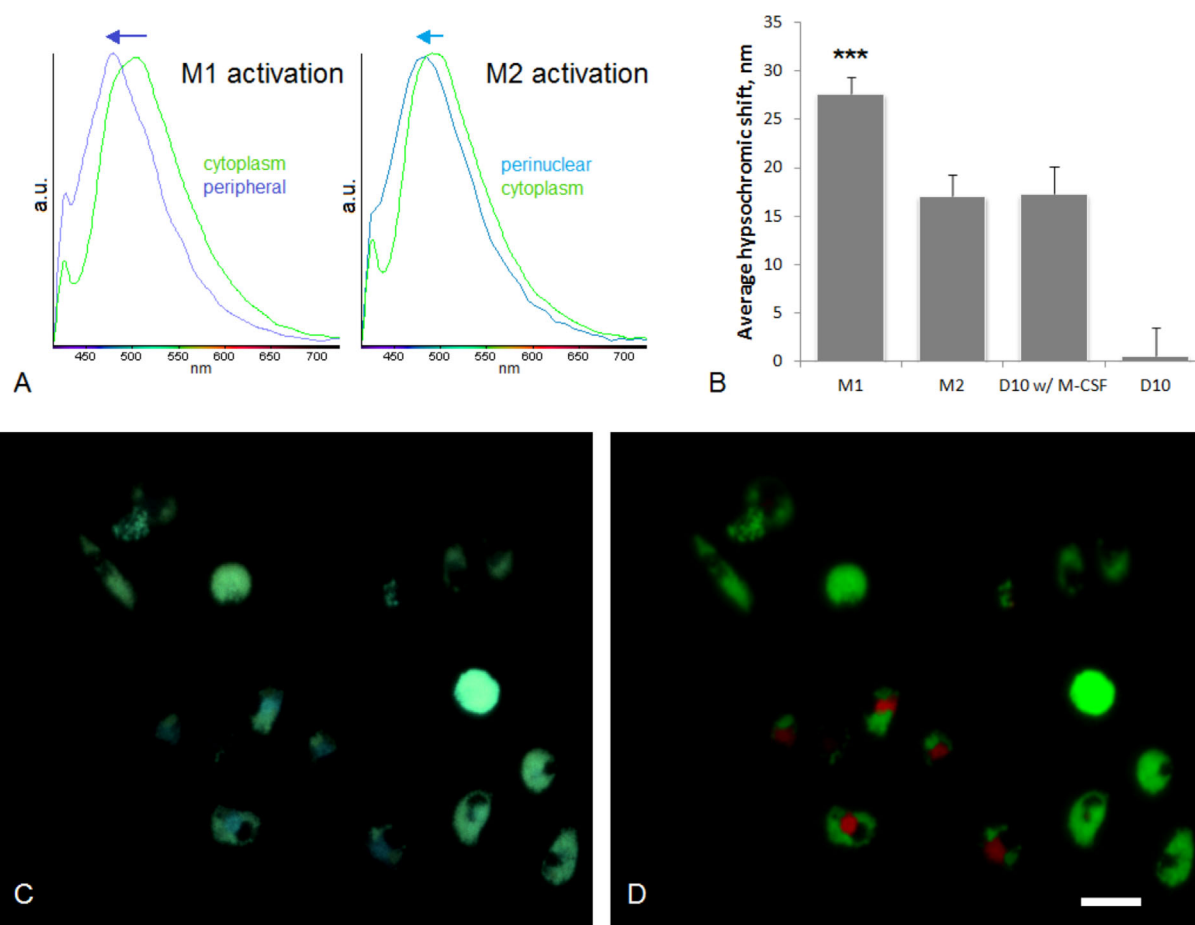 M1 activation
cytoplasm
peripheral
a.u.
450 500 550 600 650 700
nm
A
M2 activation
perinuclear
cytoplasm
a.u.
450 500 550 600 650 700
nm
B
Average hypsochromic shift, nm
35
30
25
20
15
10
5
0
***
M1 M2 D10 w/ M-CSF D10
C
D